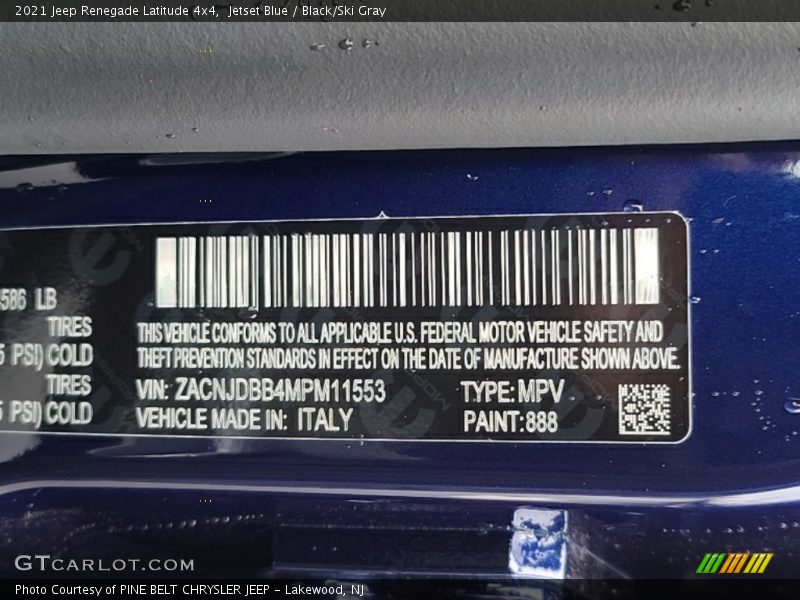 2021 Jeep Renegade Latitude 4x4,  Jetset Blue / Black/Ski Gray
586 LB
TIRES
5 PSI) COLD
TIRES
5 PSI) COLD
THIS VEHICLE CONFORMS TO ALL APPLICABLE U.S. FEDERAL MOTOR VEHICLE SAFETY AND
THEFT PREVENTION STANDARDS IN EFFECT ON THE DATE OF MANUFACTURE SHOWN ABOVE.
VIN: ZACNJDBB4MPM11553 TYPE: MPV
VEHICLE MADE IN: ITALY PAINT: 888
GTCARLOT.COM
Photo Courtesy of PINE BELT CHRYSLER JEEP - Lakewood, NJ